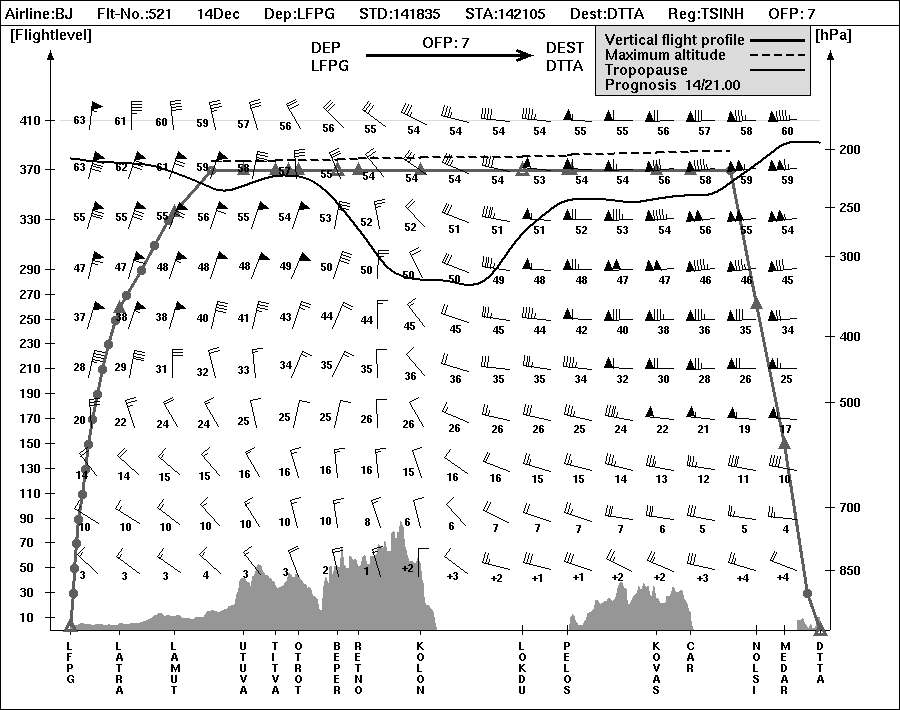 Airline:BJ Flt-No.:521 14Dec Dep:LFPG STD:141835 STA:142105 Dest:DTTA Reg:TSINH OFP: 7
[Flightlevel] [hPa]
DEP OFP: 7 DEST
LFPG DTTA
Vertical flight profile
Maximum altitude
Tropopause
Prognosis 14/21.00
410 63 61 60 59 57 56 56 55 54 54 54 54 55 55 56 57 58 60
200
370 63 62 61 59 58 57 55 54 54 54 54 53 54 54 56 58 59 59
330 55 55 55 56 55 54 53 52 52 51 51 51 52 53 54 56 55 54
250
300
290 47 47 48 48 48 49 50 50 50 50 49 48 48 47 47 46 46 45
270
250 37 38 38 40 41 43 44 44 45 45 45 44 42 40 38 36 35 34
400
230
210 28 29 31 32 33 34 35 35 36 36 35 35 34 32 30 28 26 25
190
500
170 20 22 24 24 25 25 25 26 26 26 26 26 25 24 22 21 19 17
150
130 14 14 15 15 16 16 16 16 15 16 16 15 15 14 13 12 11 10
110
700
90 10 10 10 10 10 10 10 8 6 6 7 7 7 7 6 5 5 4
70
850
50 3 3 3 4 3 3 2 1 +2 +3 +2 +1 +1 +2 +2 +3 +4 +4
30
10
LFPG LATRA LAMUT UTUVA TITVA OTROT BEPER RETNO KOLON LOKDU PELOS KOVAS CAR NOLSI MEDAR DTTA